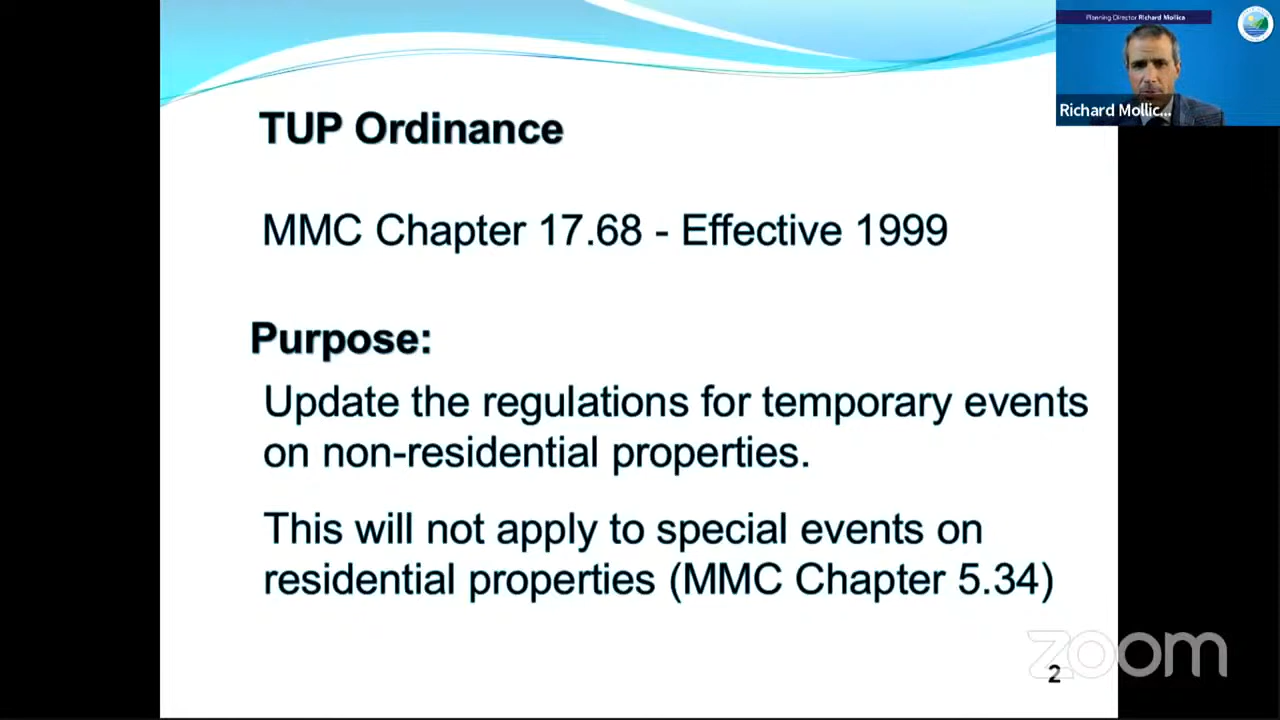 Planning Director Richard Mollica
Richard Mollic...
TUP Ordinance
MMC Chapter 17.68 - Effective 1999
Purpose:
Update the regulations for temporary events
on non-residential properties.
This will not apply to special events on
residential properties (MMC Chapter 5.34)
zoom
2